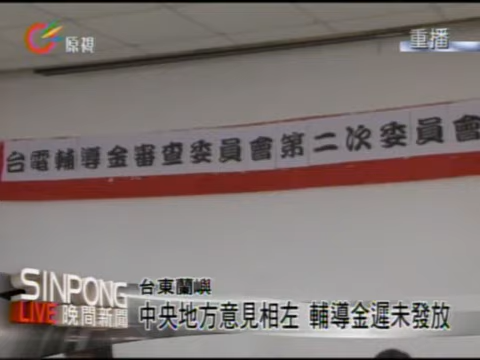 原視
重播
台電輔導金審查委員會第二次委員會
台東蘭嶼
SINPONG
LIVE 晚間新聞
中央地方意見相左 輔導金遲未發放